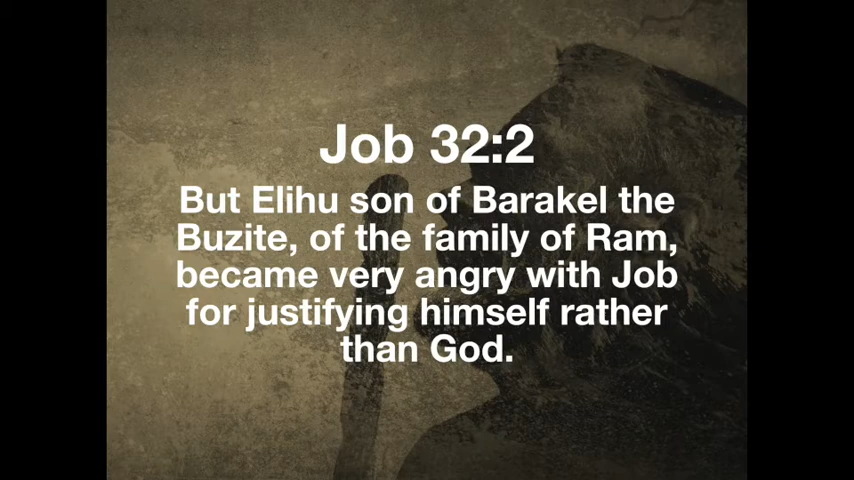 Job 32:2
But Elihu son of Barakel the
Buzite, of the family of Ram,
became very angry with Job
for justifying himself rather
than God.